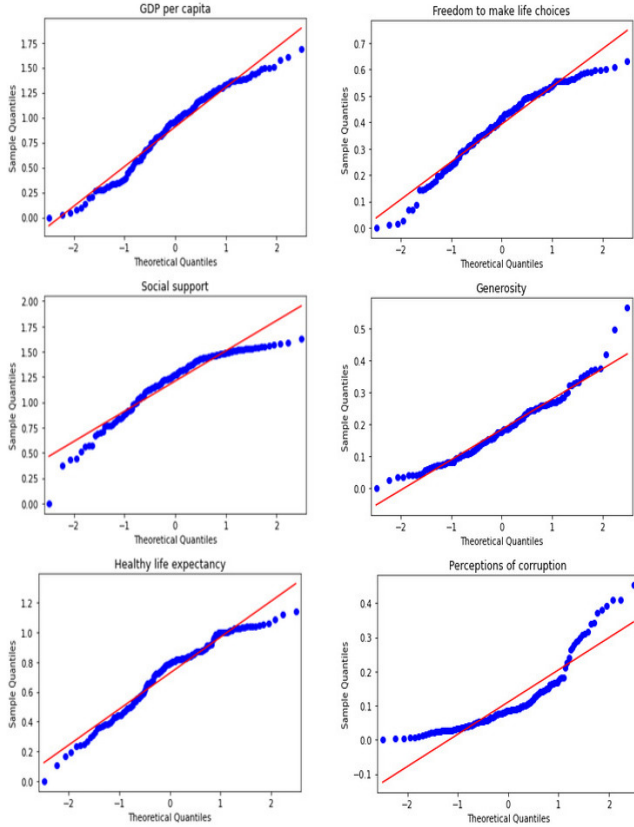 GDP per capita
Sample Quantiles
1.75
1.50
1.25
1.00
0.75
0.50
0.25
0.00
−2 −1 0 1 2
Theoretical Quantiles
Freedom to make life choices
Sample Quantiles
0.7
0.6
0.5
0.4
0.3
0.2
0.1
0.0
−2 −1 0 1 2
Theoretical Quantiles
Social support
Sample Quantiles
2.00
1.75
1.50
1.25
1.00
0.75
0.50
0.25
0.00
−2 −1 0 1 2
Theoretical Quantiles
Generosity
Sample Quantiles
0.5
0.4
0.3
0.2
0.1
0.0
−2 −1 0 1 2
Theoretical Quantiles
Healthy life expectancy
Sample Quantiles
1.2
1.0
0.8
0.6
0.4
0.2
0.0
−2 −1 0 1 2
Theoretical Quantiles
Perceptions of corruption
Sample Quantiles
0.4
0.3
0.2
0.1
0.0
−0.1
−2 −1 0 1 2
Theoretical Quantiles